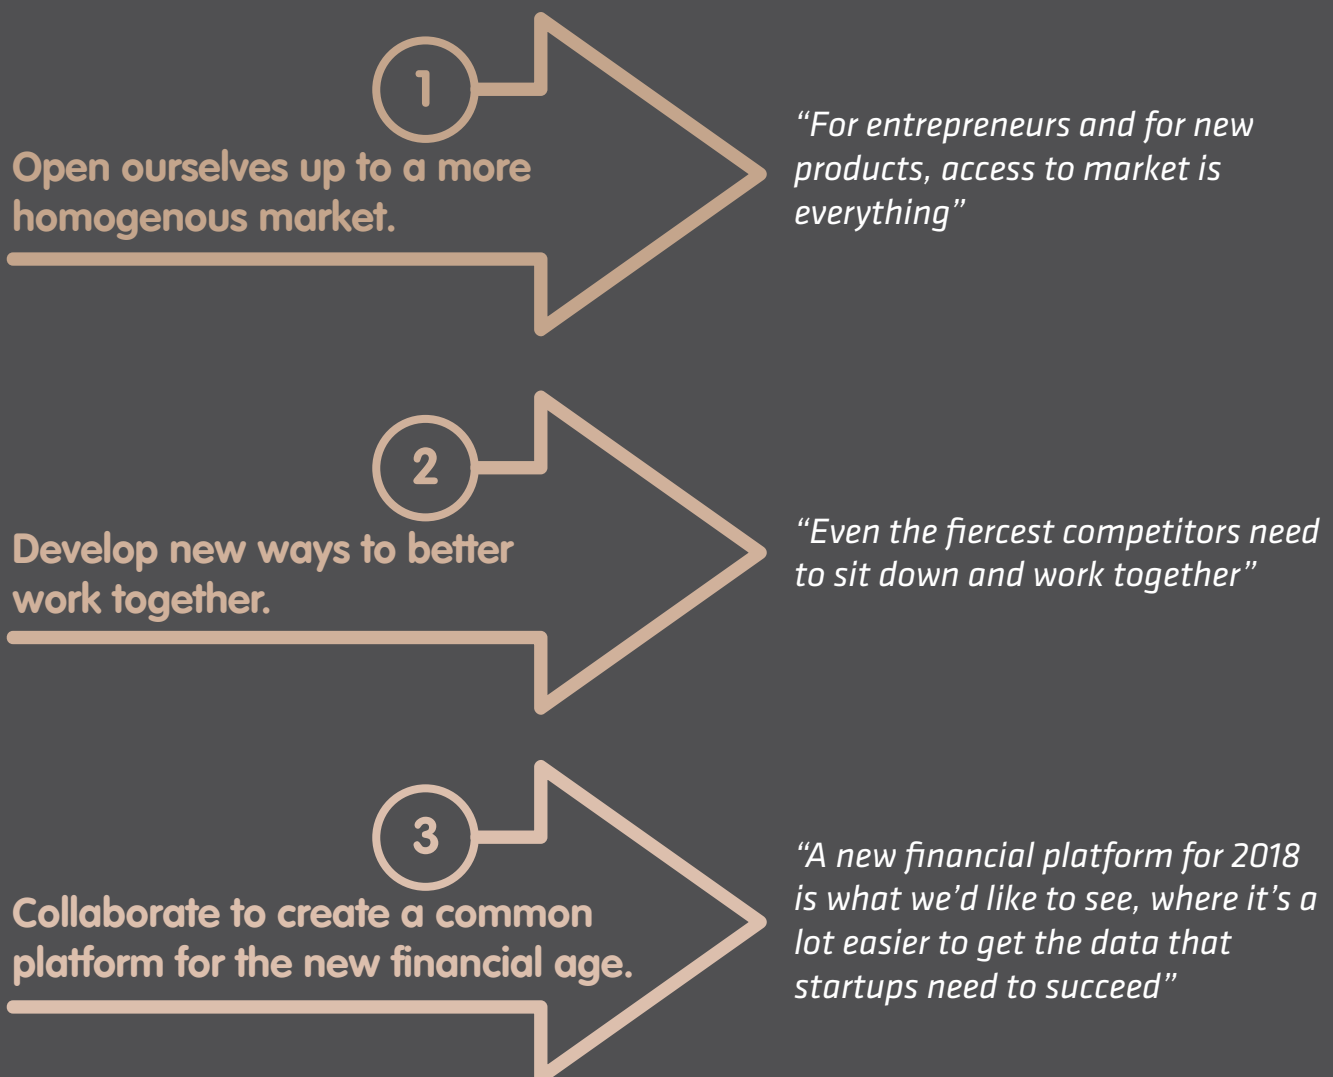 1
Open ourselves up to a more
homogenous market.
“For entrepreneurs and for new
products, access to market is
everything”
2
Develop new ways to better
work together.
“Even the fiercest competitors need
to sit down and work together”
3
Collaborate to create a common
platform for the new financial age.
“A new financial platform for 2018
is what we’d like to see, where it’s a
lot easier to get the data that
startups need to succeed”